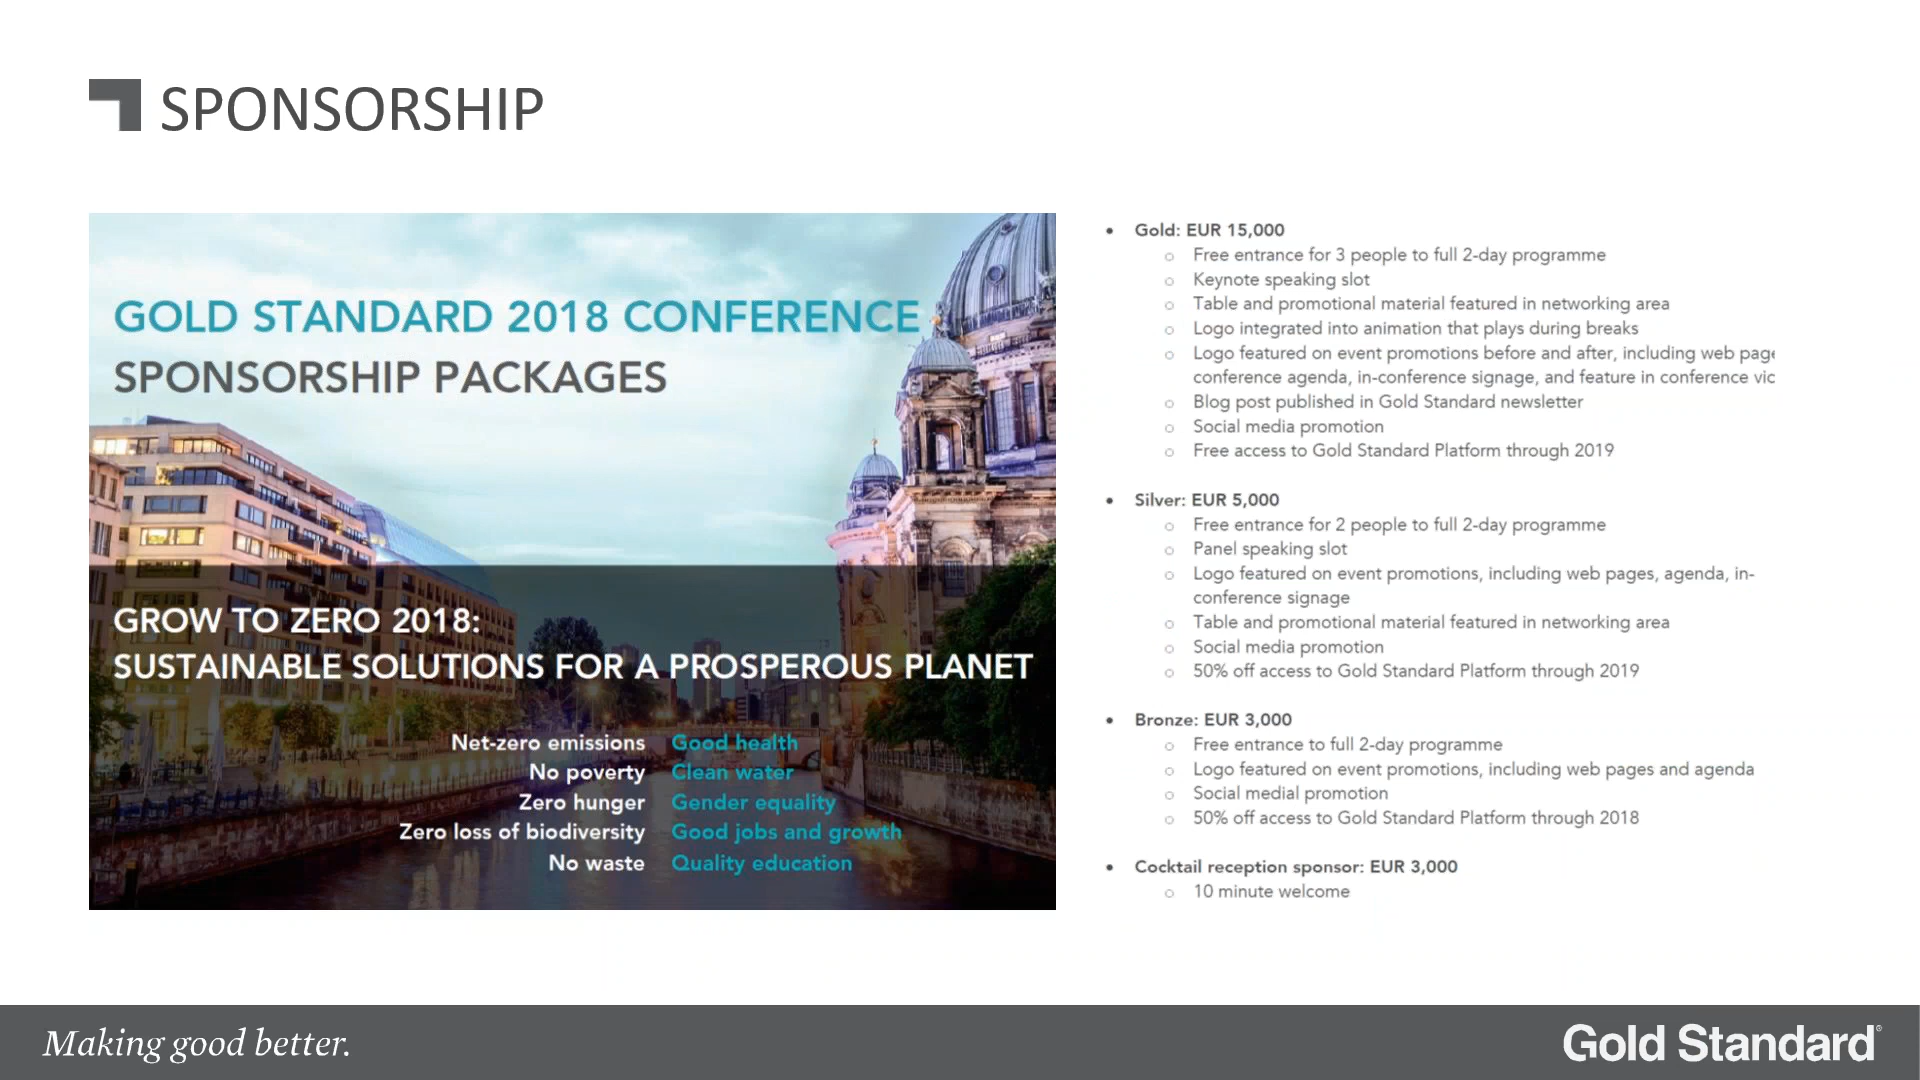 SPONSORSHIP
GOLD STANDARD 2018 CONFERENCE
SPONSORSHIP PACKAGES
GROW TO ZERO 2018:
SUSTAINABLE SOLUTIONS FOR A PROSPEROUS PLANET
Net-zero emissions Good health
No poverty Clean water
Zero hunger Gender equality
Zero loss of biodiversity Good jobs and growth
No waste Quality education
• Gold: EUR 15,000
○ Free entrance for 3 people to full 2-day programme
○ Keynote speaking slot
○ Table and promotional material featured in networking area
○ Logo integrated into animation that plays during breaks
○ Logo featured on event promotions before and after, including web page
conference agenda, in-conference signage, and feature in conference vic
○ Blog post published in Gold Standard newsletter
○ Social media promotion
○ Free access to Gold Standard Platform through 2019
• Silver: EUR 5,000
○ Free entrance for 2 people to full 2-day programme
○ Panel speaking slot
○ Logo featured on event promotions, including web pages, agenda, in-
conference signage
○ Table and promotional material featured in networking area
○ Social media promotion
○ 50% off access to Gold Standard Platform through 2019
• Bronze: EUR 3,000
○ Free entrance to full 2-day programme
○ Logo featured on event promotions, including web pages and agenda
○ Social medial promotion
○ 50% off access to Gold Standard Platform through 2018
• Cocktail reception sponsor: EUR 3,000
○ 10 minute welcome
Making good better.
Gold Standard®